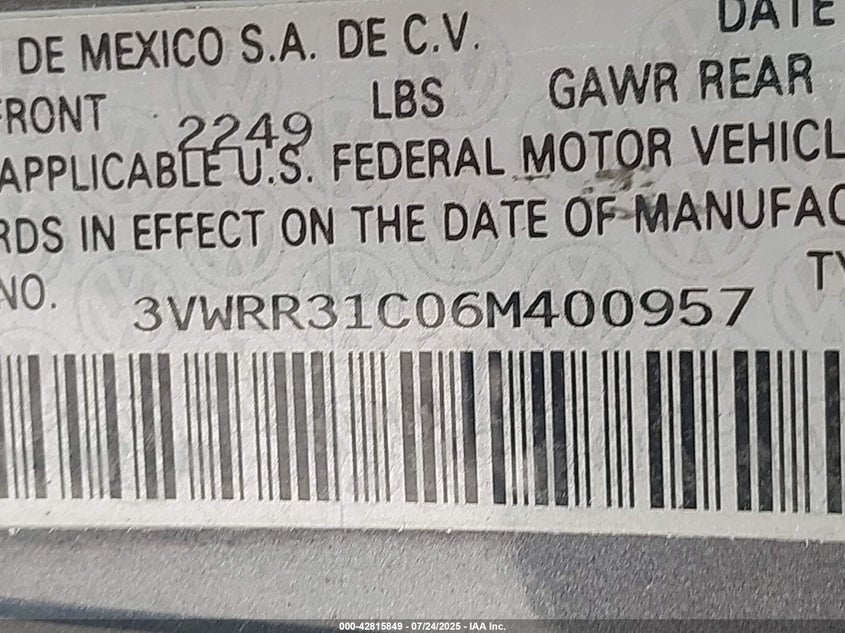 DE MEXICO S.A. DE C.V. DATE
FRONT 2249 LBS GAWR REAR
APPLICABLE U.S. FEDERAL MOTOR VEHICL
RDS IN EFFECT ON THE DATE OF MANUFAC
NO. 3VWRR31C06M400957 TY
000-42815849 - 07/24/2025 - IAA Inc.